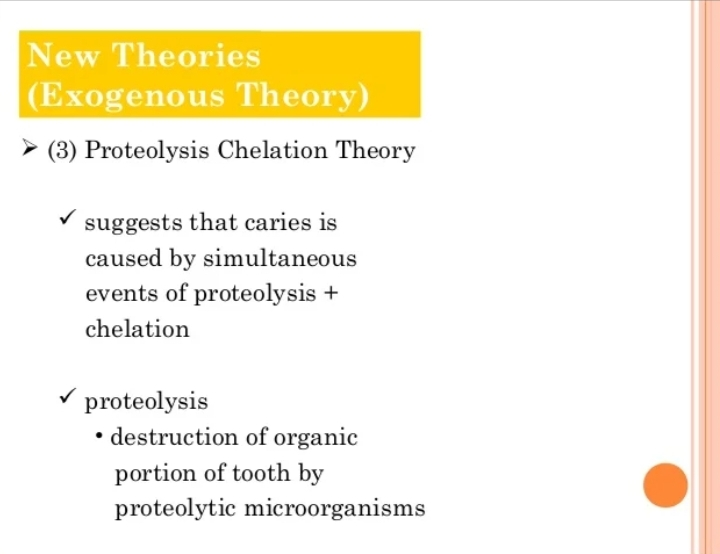 New Theories
(Exogenous Theory)
➢ (3) Proteolysis Chelation Theory
✓ suggests that caries is
caused by simultaneous
events of proteolysis +
chelation
✓ proteolysis
• destruction of organic
portion of tooth by
proteolytic microorganisms